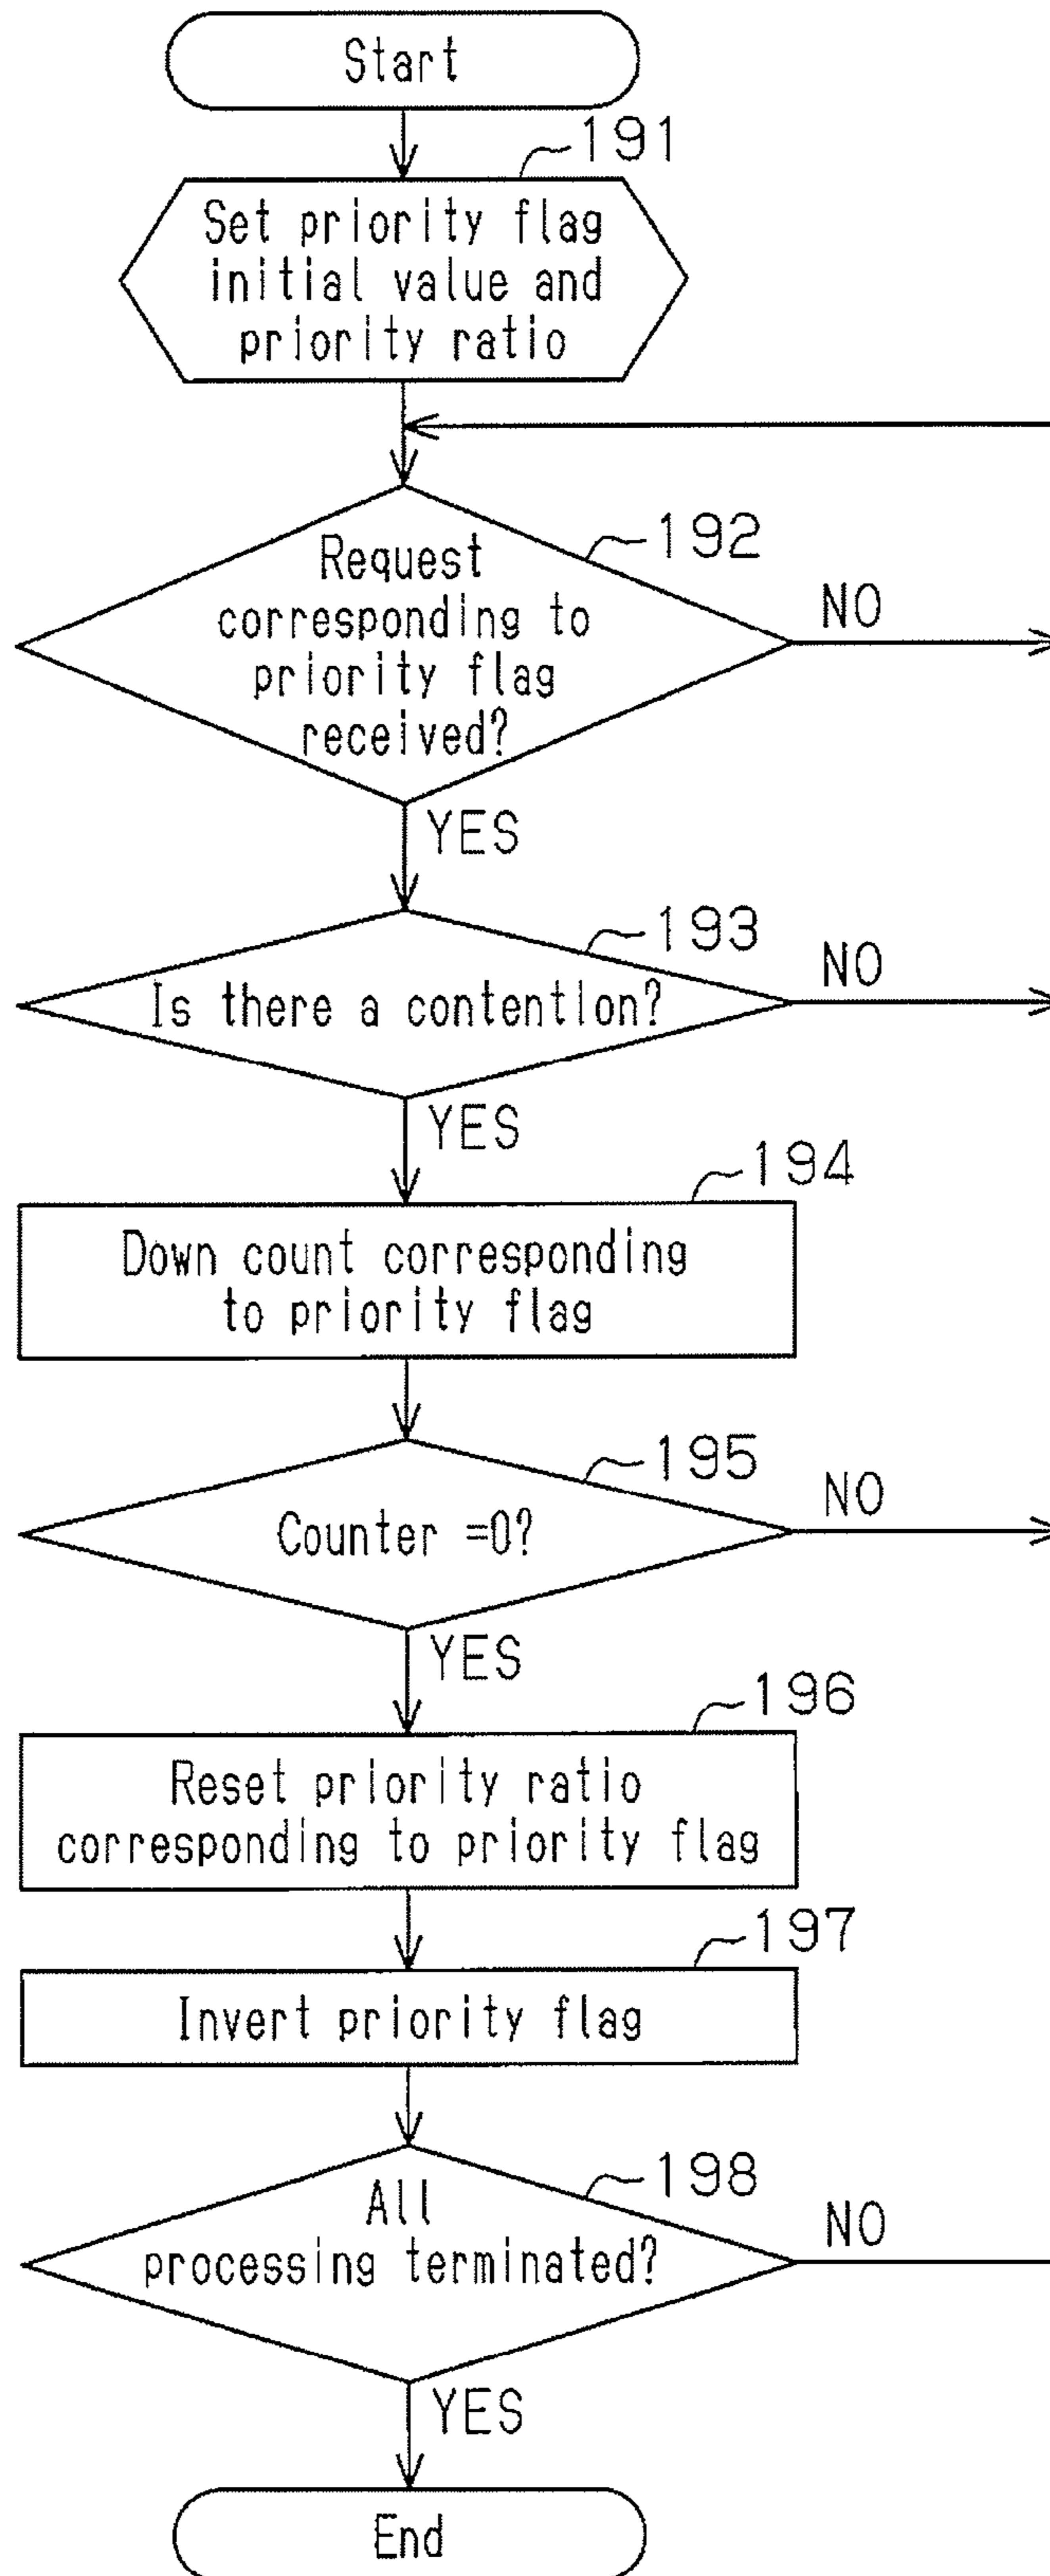 Start
191
Set priority flag
initial value and
priority ratio
192
Request
corresponding to
priority flag
received?
NO
YES
193
Is there a contention?
NO
YES
194
Down count corresponding
to priority flag
195
Counter =0?
NO
YES
196
Reset priority ratio
corresponding to priority flag
197
Invert priority flag
198
All
processing terminated?
NO
YES
End